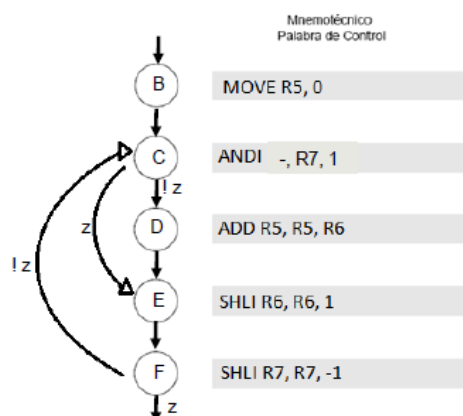 Mnemotécnico
Palabra de Control
B
MOVE R5, 0
C
ANDI -, R7, 1
! z
z
D
ADD R5, R5, R6
! z
E
SHLI R6, R6, 1
F
SHLI R7, R7, -1
z